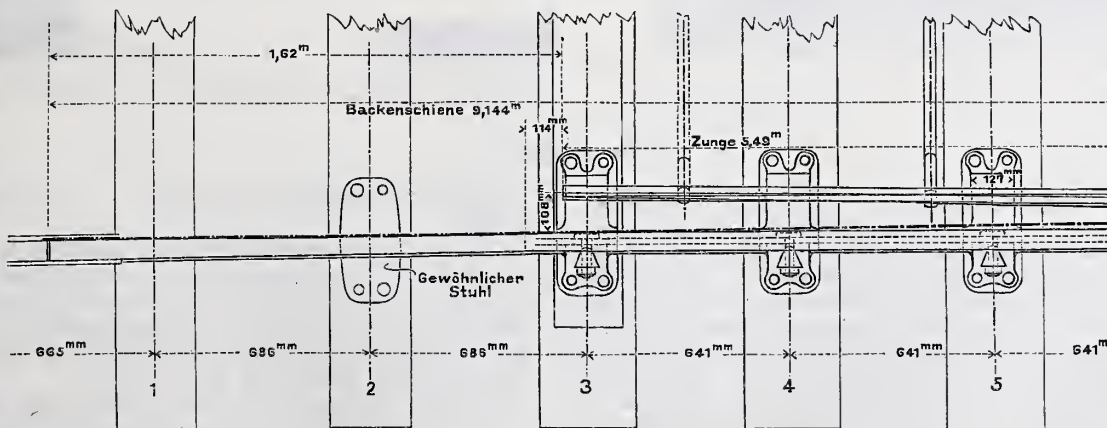 1,62m
Backenschiene 9,144m
114mm
Zunge 5,49m
127mm
108mm
Gewöhnlicher
Stuhl
665mm 686mm 686mm 641mm 641mm 641m
1 2 3 4 5